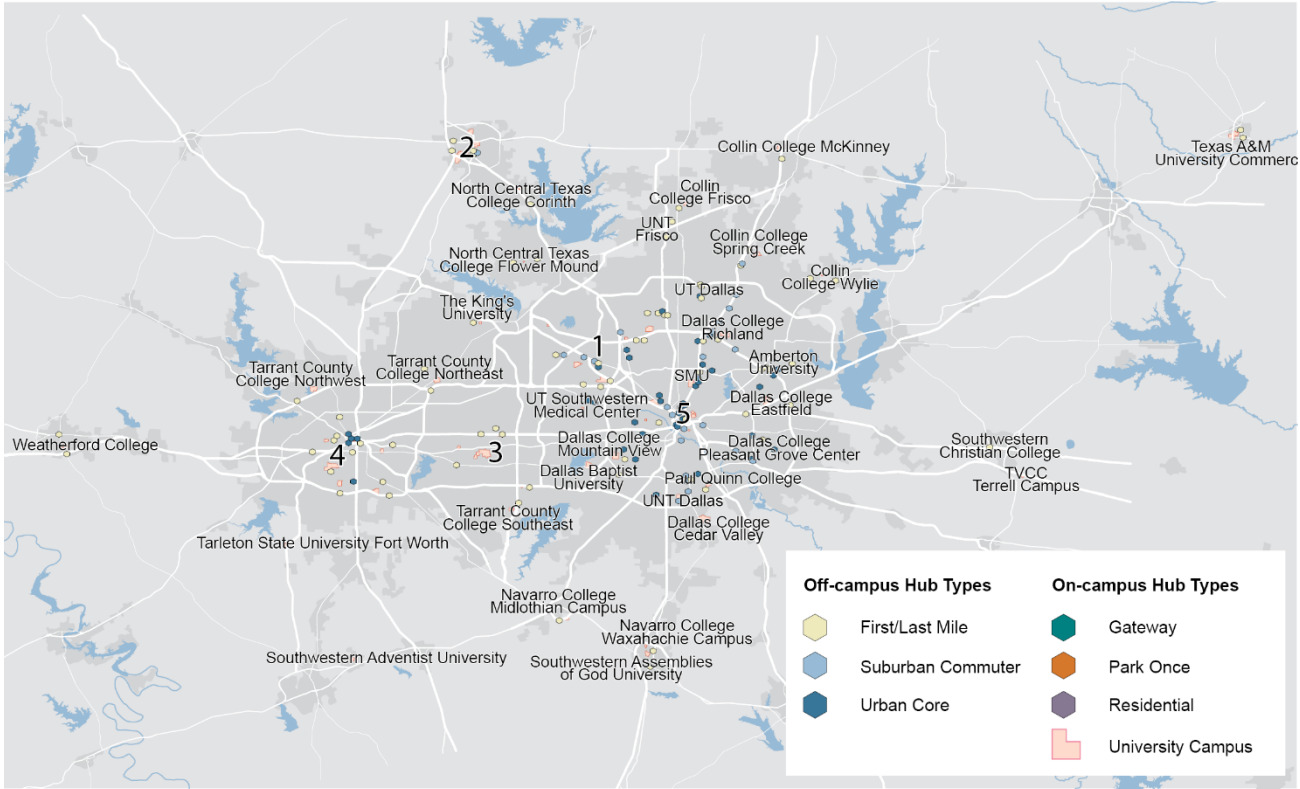 2
Collin College McKinney
Texas A&M
University Commerc
North Central Texas
College Corinth
Collin
College Frisco
UNT
Frisco
Collin College
Spring Creek
North Central Texas
College Flower Mound
Collin
College Wylie
UT Dallas
The King's
University
Dallas College
Richland
1
Amberton
University
Tarrant County
College Northwest
Tarrant County
College Northeast
SMU
UT Southwestern
Medical Center
Dallas College
Eastfield
5
Weatherford College
4
3
Dallas College
Mountain View
Dallas College
Pleasant Grove Center
Southwestern
Christian College
Dallas Baptist
University
Paul Quinn College
TVCC
Terrell Campus
UNT Dallas
Tarrant County
College Southeast
Dallas College
Cedar Valley
Tarleton State University Fort Worth
Navarro College
Midlothian Campus
Navarro College
Waxahachie Campus
Southwestern Adventist University
Southwestern Assemblies
of God University
Off-campus Hub Types
First/Last Mile
Suburban Commuter
Urban Core
On-campus Hub Types
Gateway
Park Once
Residential
University Campus